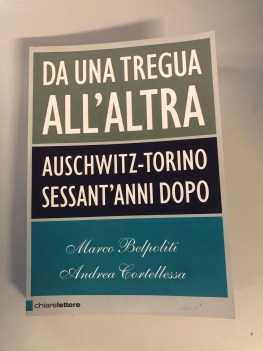 DA UNA TREGUA
ALL'ALTRA
AUSCHWITZ-TORINO
SESSANT'ANNI DOPO
Marco Belpoliti
Andrea Cortellessa
chiarelettere